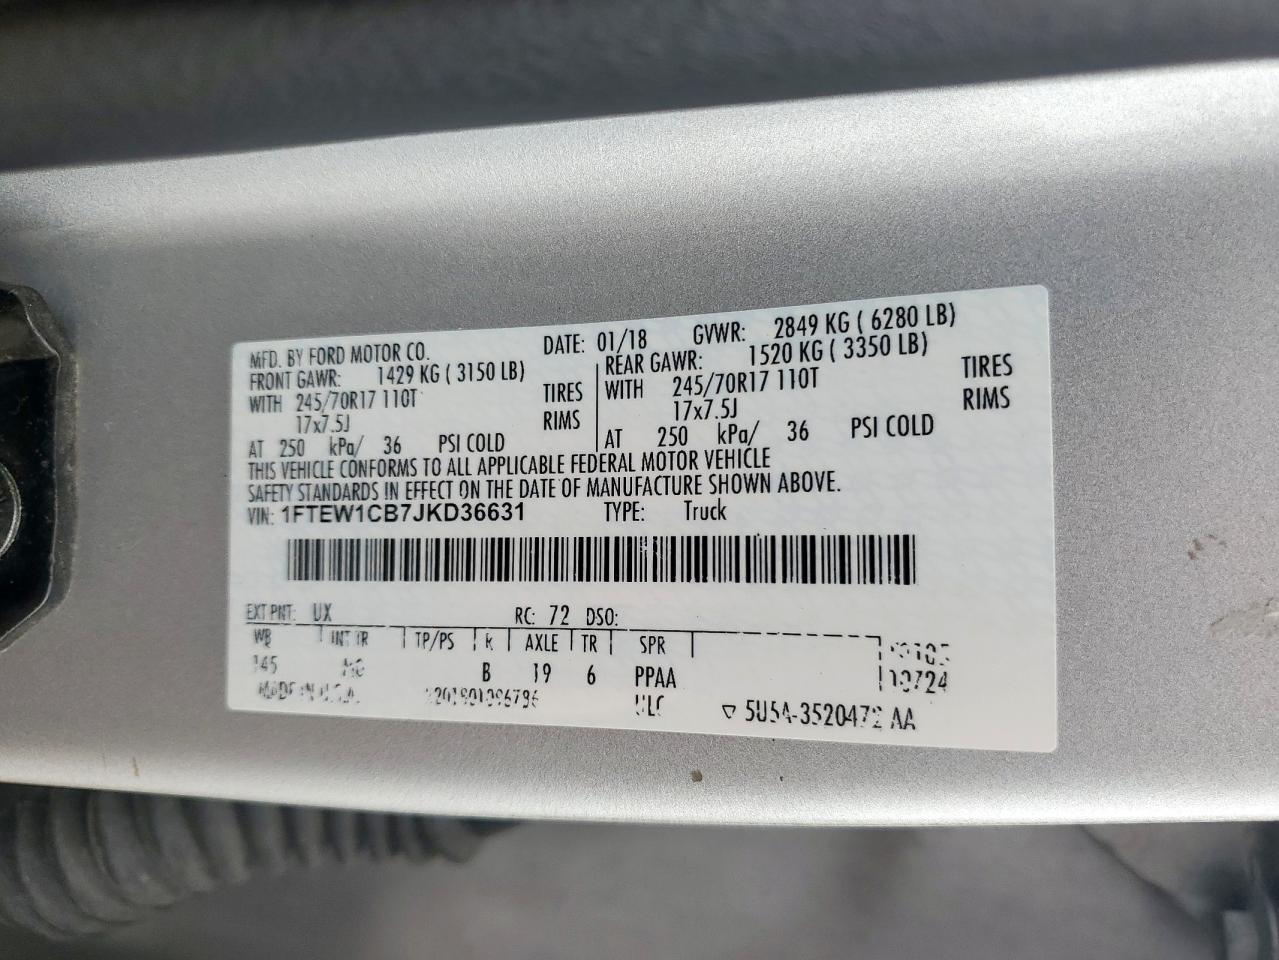 MFD. BY FORD MOTOR CO. DATE: 01/18 GVWR: 2849 KG ( 6280 LB)
FRONT GAWR: 1429 KG ( 3150 LB) REAR GAWR: 1520 KG ( 3350 LB)
WITH 245/70R17 110T TIRES WITH 245/70R17 110T TIRES
17x7.5J RIMS 17x7.5J RIMS
AT 250 kPa/ 36 PSI COLD AT 250 kPa/ 36 PSI COLD
THIS VEHICLE CONFORMS TO ALL APPLICABLE FEDERAL MOTOR VEHICLE
SAFETY STANDARDS IN EFFECT ON THE DATE OF MANUFACTURE SHOWN ABOVE.
VIN: 1FTEW1CB7JKD36631 TYPE: Truck
EXT PNT: UX RC: 72 DSO:
WB INT TR TP/PS R AXLE TR SPR
145 B 19 6 PPAA
MADE IN U.S.A. ▽ 5U5A-3520472 AA